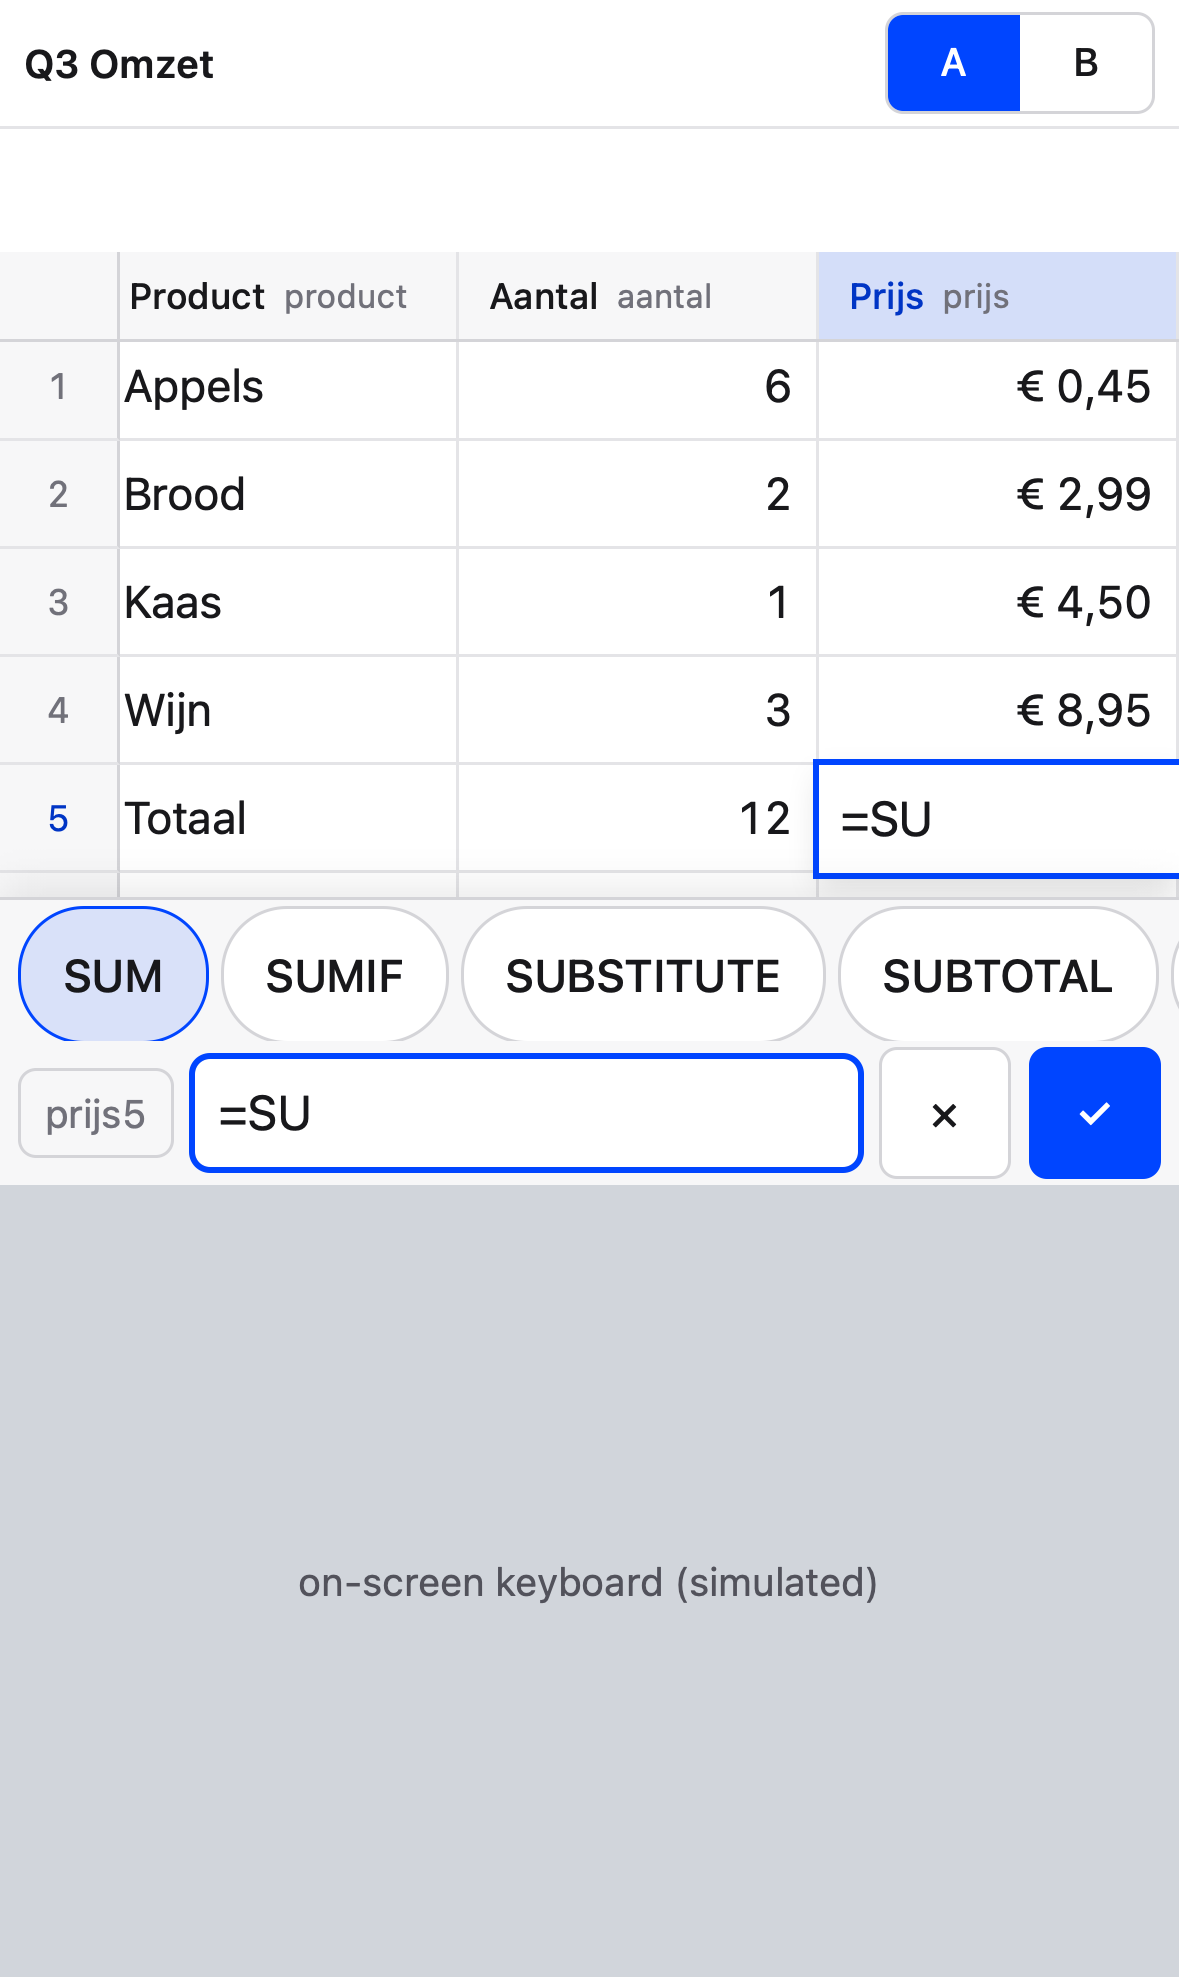 Q3 Omzet A B
Product product Aantal aantal Prijs prijs
1 Appels 6 € 0,45
2 Brood 2 € 2,99
3 Kaas 1 € 4,50
4 Wijn 3 € 8,95
5 Totaal 12 =SU
SUM SUMIF SUBSTITUTE SUBTOTAL
prijs5 =SU
on-screen keyboard (simulated)